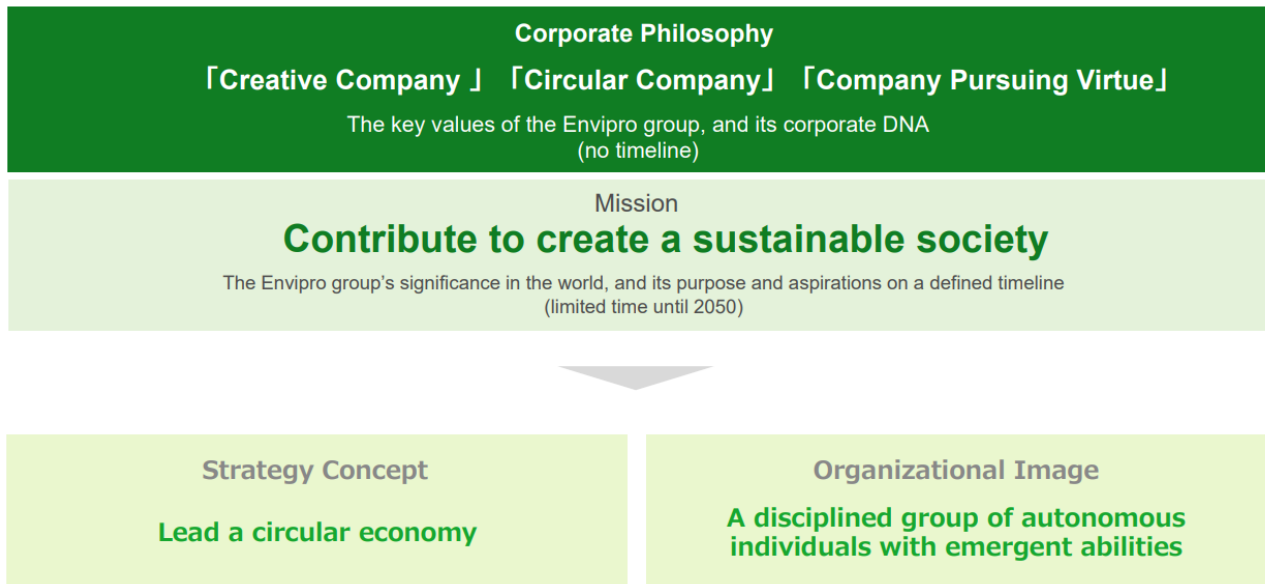 Corporate Philosophy
｢Creative Company ｣ ｢Circular Company｣ ｢Company Pursuing Virtue｣
The key values of the Envipro group, and its corporate DNA
(no timeline)
Mission
Contribute to create a sustainable society
The Envipro group’s significance in the world, and its purpose and aspirations on a defined timeline
(limited time until 2050)
Strategy Concept
Lead a circular economy
Organizational Image
A disciplined group of autonomous
individuals with emergent abilities